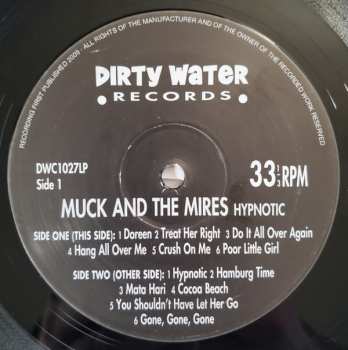 RECORDING FIRST PUBLISHED 2009 · ALL RIGHTS OF THE MANUFACTURER AND OF THE OWNER OF THE RECORDED WORK RESERVED
DIRTY WATER
• RECORDS •
DWC1027LP
Side 1
33 1/3 RPM
MUCK AND THE MIRES HYPNOTIC
SIDE ONE (THIS SIDE): 1 Doreen 2 Treat Her Right 3 Do It All Over Again
4 Hang All Over Me 5 Crush On Me 6 Poor Little Girl
SIDE TWO (OTHER SIDE): 1 Hypnotic 2 Hamburg Time
3 Mata Hari 4 Cocoa Beach
5 You Shouldn't Have Let Her Go
6 Gone, Gone, Gone